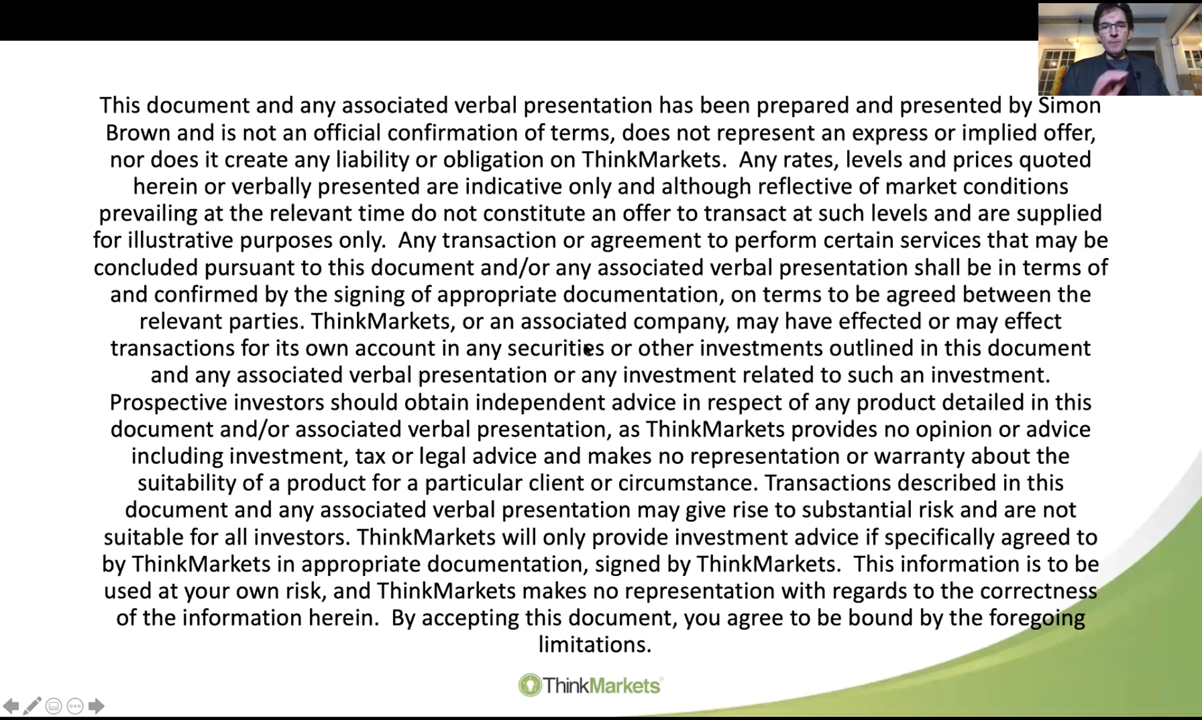 This document and any associated verbal presentation has been prepared and presented by Simon
Brown and is not an official confirmation of terms, does not represent an express or implied offer,
nor does it create any liability or obligation on ThinkMarkets.  Any rates, levels and prices quoted
herein or verbally presented are indicative only and although reflective of market conditions
prevailing at the relevant time do not constitute an offer to transact at such levels and are supplied
for illustrative purposes only.  Any transaction or agreement to perform certain services that may be
concluded pursuant to this document and/or any associated verbal presentation shall be in terms of
and confirmed by the signing of appropriate documentation, on terms to be agreed between the
relevant parties. ThinkMarkets, or an associated company, may have effected or may effect
transactions for its own account in any securities or other investments outlined in this document
and any associated verbal presentation or any investment related to such an investment.
Prospective investors should obtain independent advice in respect of any product detailed in this
document and/or associated verbal presentation, as ThinkMarkets provides no opinion or advice
including investment, tax or legal advice and makes no representation or warranty about the
suitability of a product for a particular client or circumstance. Transactions described in this
document and any associated verbal presentation may give rise to substantial risk and are not
suitable for all investors. ThinkMarkets will only provide investment advice if specifically agreed to
by ThinkMarkets in appropriate documentation, signed by ThinkMarkets.  This information is to be
used at your own risk, and ThinkMarkets makes no representation with regards to the correctness
of the information herein.  By accepting this document, you agree to be bound by the foregoing
limitations.
ThinkMarkets